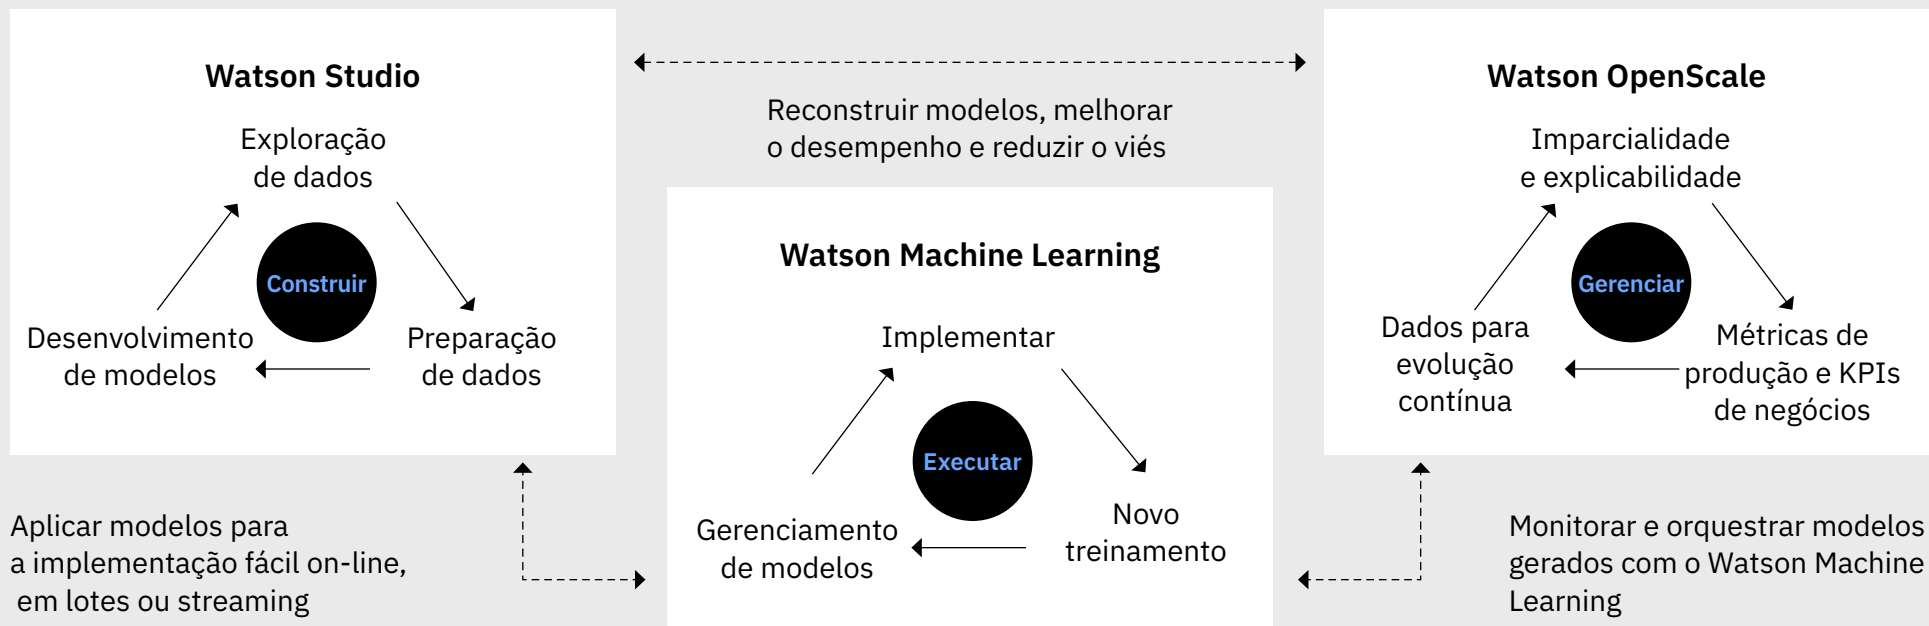 Watson Studio
Exploração
de dados
Construir
Desenvolvimento
de modelos
Preparação
de dados
Reconstruir modelos, melhorar
o desempenho e reduzir o viés
Watson OpenScale
Imparcialidade
e explicabilidade
Gerenciar
Dados para
evolução
contínua
Métricas de
produção e KPIs
de negócios
Watson Machine Learning
Implementar
Executar
Gerenciamento
de modelos
Novo
treinamento
Aplicar modelos para
a implementação fácil on-line,
em lotes ou streaming
Monitorar e orquestrar modelos
gerados com o Watson Machine
Learning